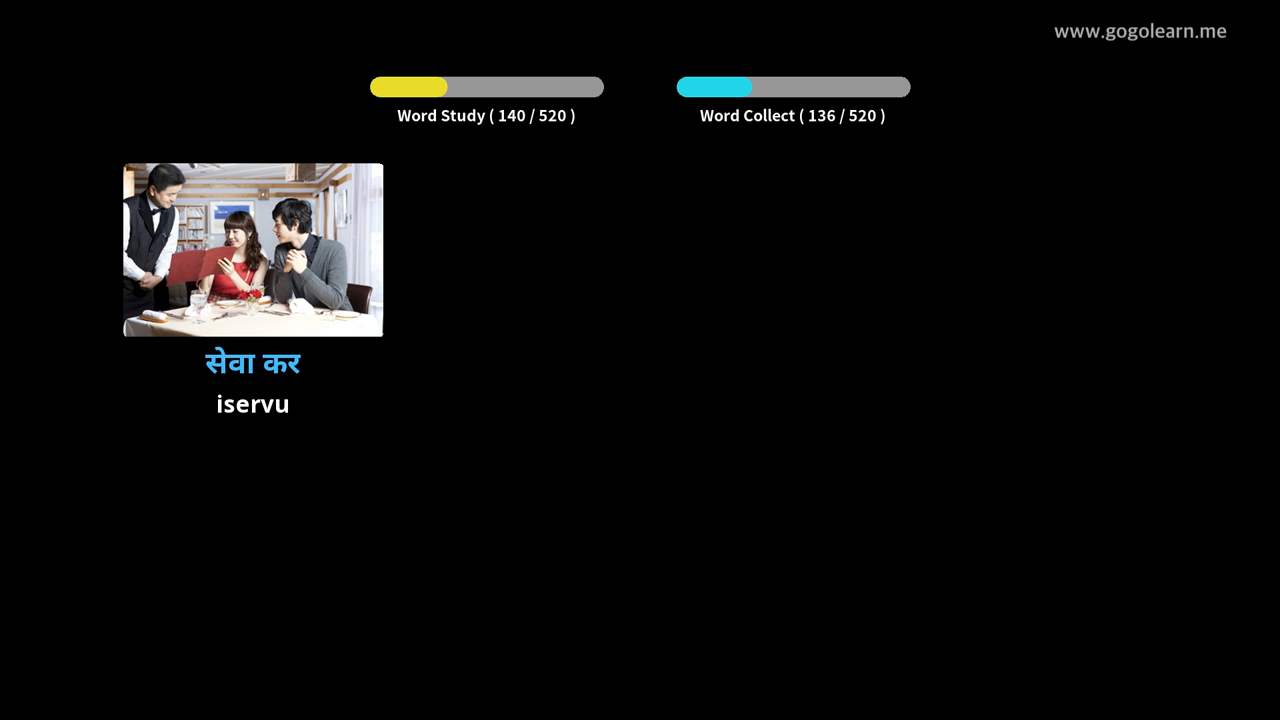 www.gogolearn.me
Word Study ( 140 / 520 )
Word Collect ( 136 / 520 )
सेवा कर
iservu